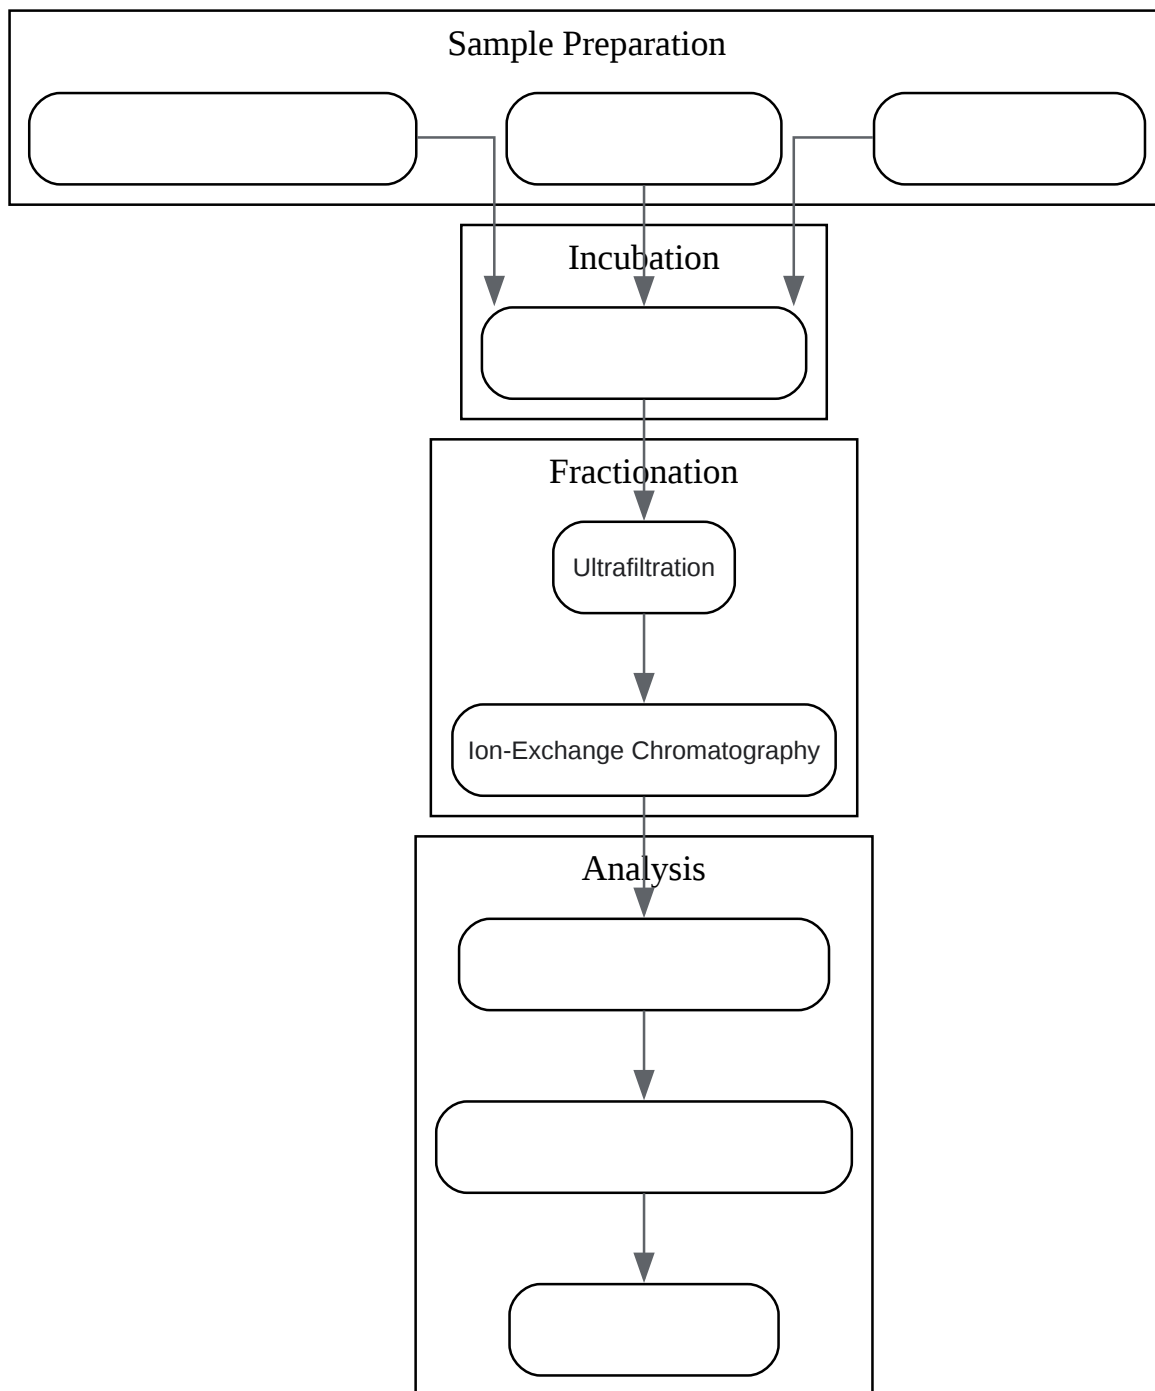 Sample Preparation
Incubation
Fractionation
Ultrafiltration
Ion-Exchange Chromatography
Analysis